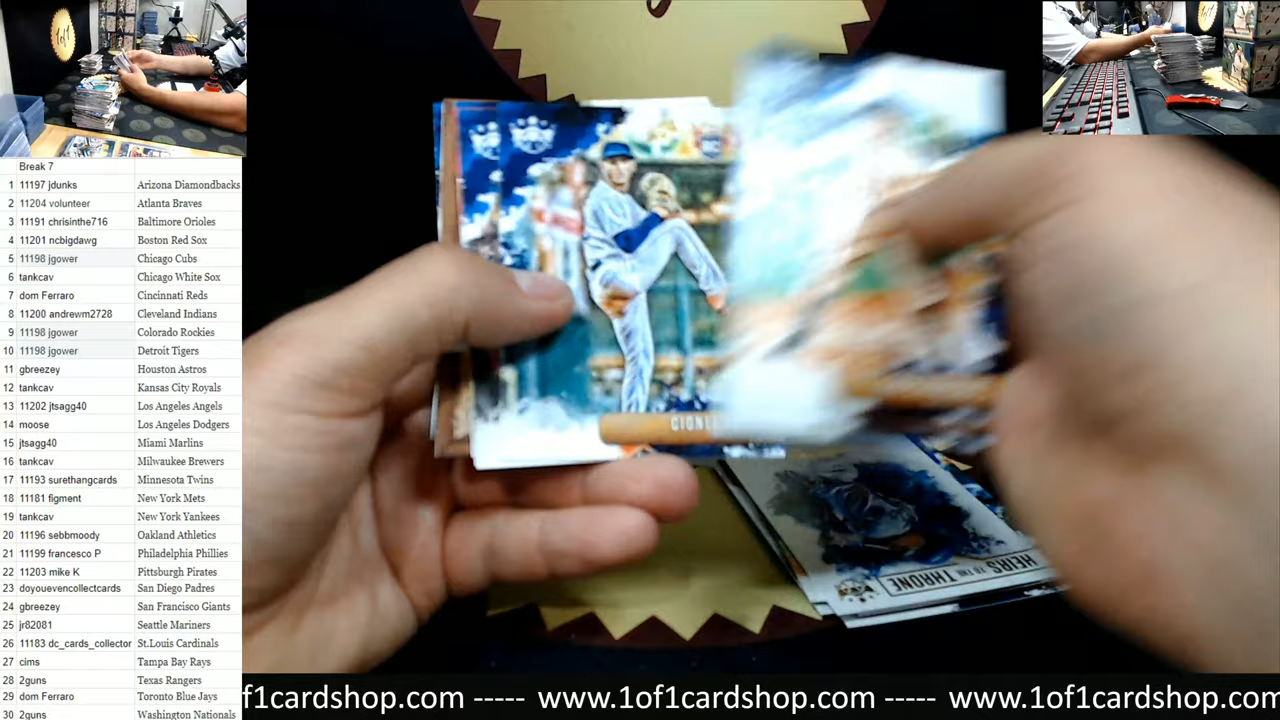 Break 7
1 11197 jdunks Arizona Diamondbacks
2 11204 volunteer Atlanta Braves
3 11191 chrisinthe716 Baltimore Orioles
4 11201 ncbigdawg Boston Red Sox
5 11198 jgower Chicago Cubs
6 tankcav Chicago White Sox
7 dom Ferraro Cincinnati Reds
8 11200 andrewm2728 Cleveland Indians
9 11198 jgower Colorado Rockies
10 11198 jgower Detroit Tigers
11 gbreezey Houston Astros
12 tankcav Kansas City Royals
13 11202 jtsagg40 Los Angeles Angels
14 moose Los Angeles Dodgers
15 jtsagg40 Miami Marlins
16 tankcav Milwaukee Brewers
17 11193 surethangcards Minnesota Twins
18 11181 figment New York Mets
19 tankcav New York Yankees
20 11196 sebbmoody Oakland Athletics
21 11199 francesco P Philadelphia Phillies
22 11203 mike K Pittsburgh Pirates
23 doyouevencollectcards San Diego Padres
24 gbreezey San Francisco Giants
25 jr82081 Seattle Mariners
26 11183 dc_cards_collector St.Louis Cardinals
27 cims Tampa Bay Rays
28 2guns Texas Rangers
29 dom Ferraro Toronto Blue Jays
30 2guns Washington Nationals
1of1
RC
CIONE
HEIRS TO THE THRONE
f1cardshop.com ----- www.1of1cardshop.com ----- www.1of1cardshop.com